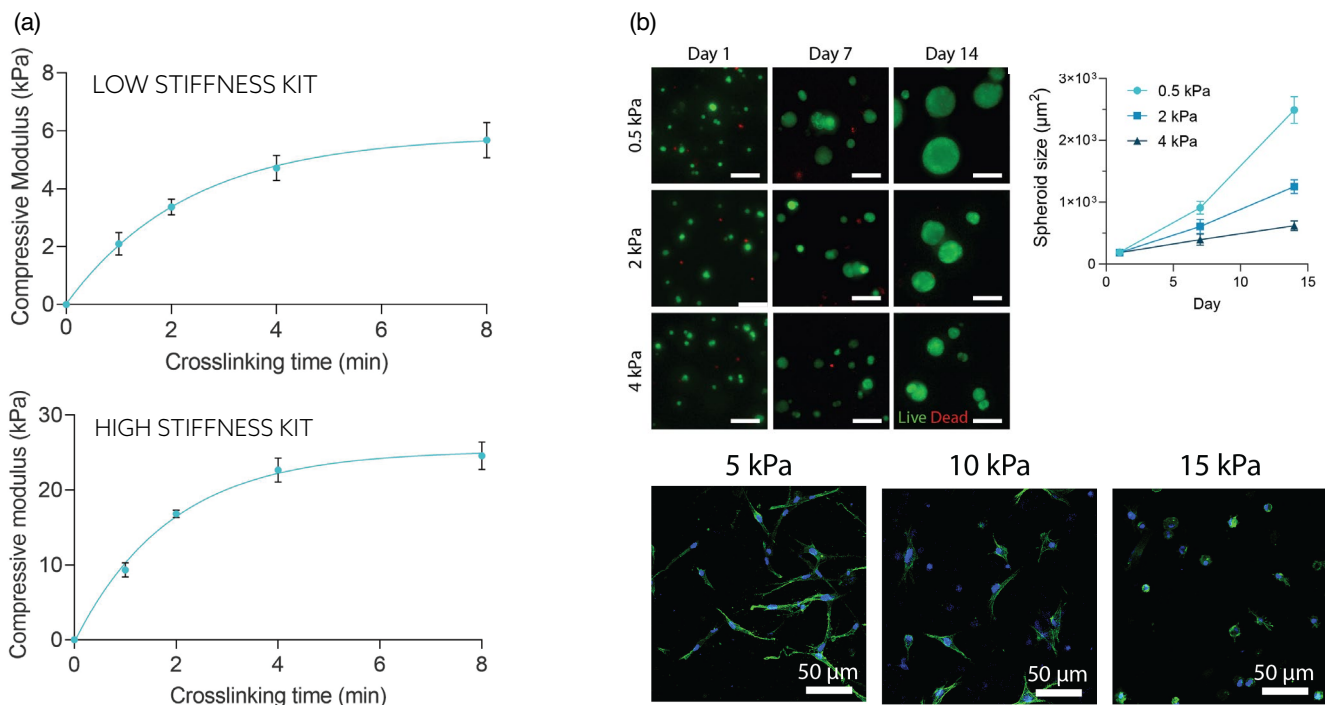 (a)
Compressive Modulus (kPa)
8
6
4
2
0
LOW STIFFNESS KIT
0 2 4 6 8
Crosslinking time (min)
Compressive modulus (kPa)
30
20
10
0
HIGH STIFFNESS KIT
0 2 4 6 8
Crosslinking time (min)
(b)
Day 1 Day 7 Day 14
0.5 kPa
2 kPa
4 kPa
Live Dead
Spheroid size (µm²)
3×10³
2×10³
1×10³
0
0.5 kPa
2 kPa
4 kPa
0 5 10 15
Day
5 kPa 10 kPa 15 kPa
50 µm 50 µm 50 µm